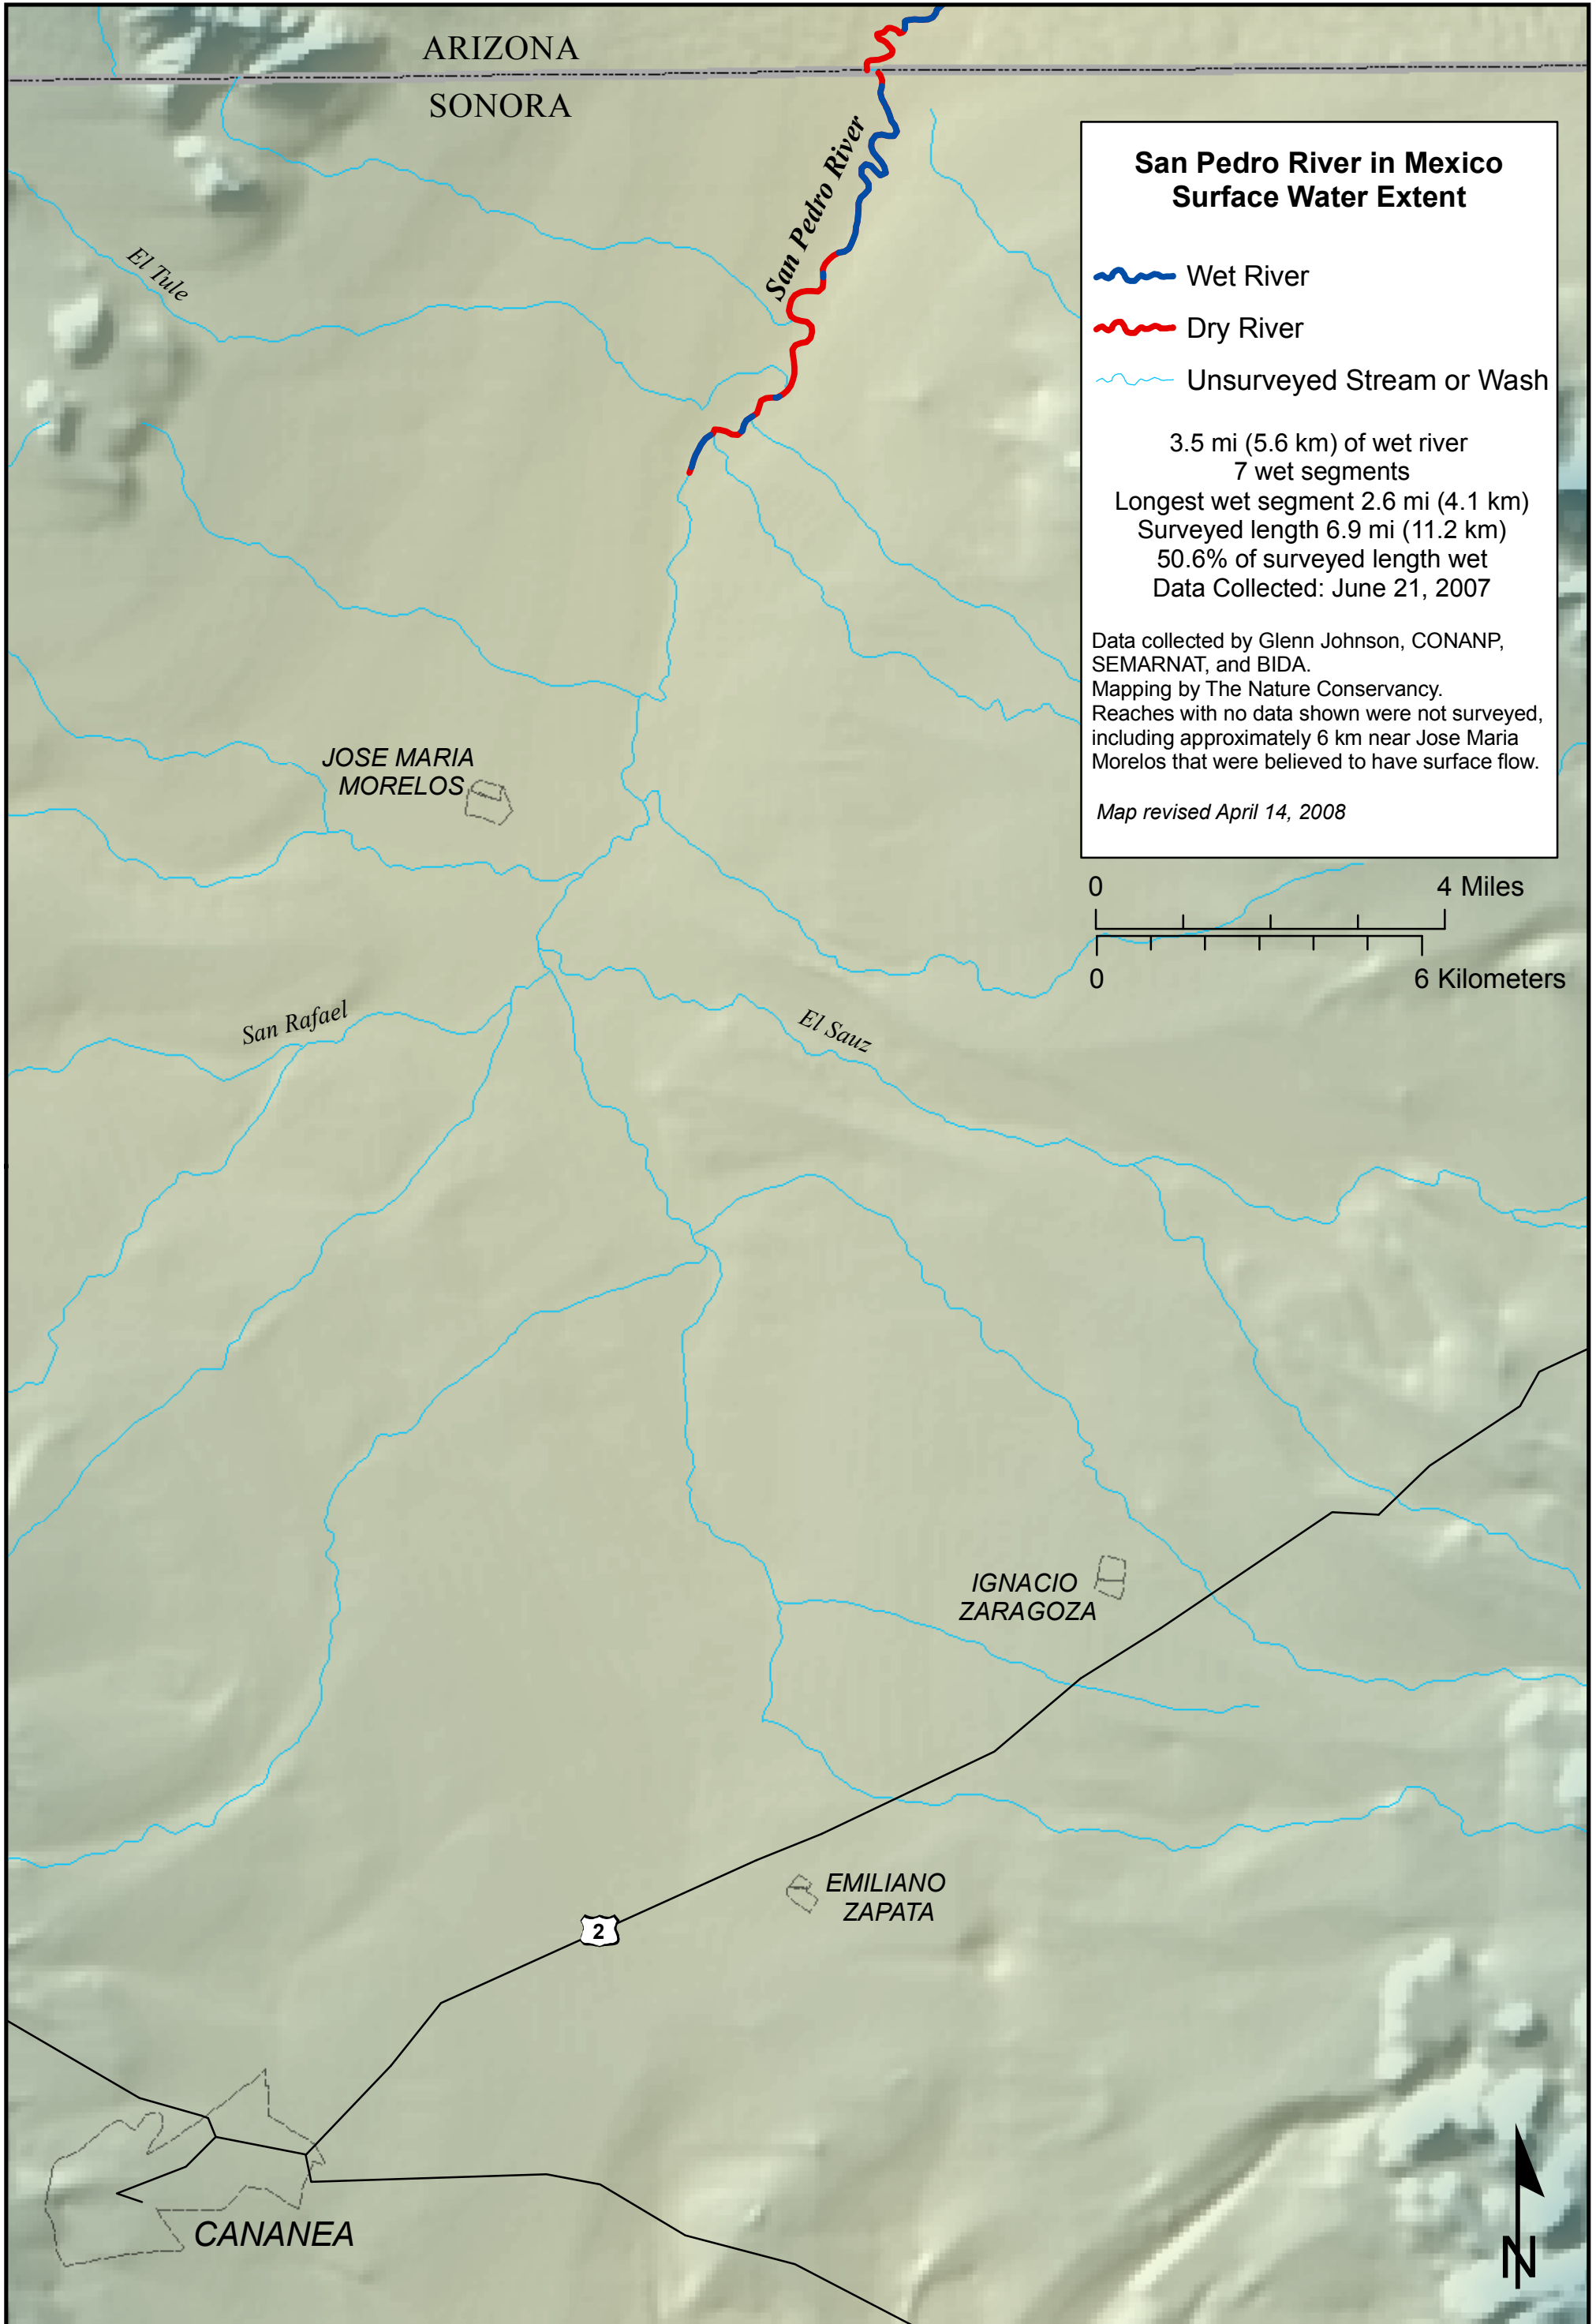 ARIZONA
SONORA
San Pedro River
El Tule
San Pedro River in Mexico
Surface Water Extent
Wet River
Dry River
Unsurveyed Stream or Wash
3.5 mi (5.6 km) of wet river
7 wet segments
Longest wet segment 2.6 mi (4.1 km)
Surveyed length 6.9 mi (11.2 km)
50.6% of surveyed length wet
Data Collected: June 21, 2007
Data collected by Glenn Johnson, CONANP,
SEMARNAT, and BIDA.
Mapping by The Nature Conservancy.
Reaches with no data shown were not surveyed,
including approximately 6 km near Jose Maria
Morelos that were believed to have surface flow.
Map revised April 14, 2008
JOSE MARIA
MORELOS
0 4 Miles
0 6 Kilometers
San Rafael
El Sauz
IGNACIO
ZARAGOZA
EMILIANO
ZAPATA
2
CANANEA
N